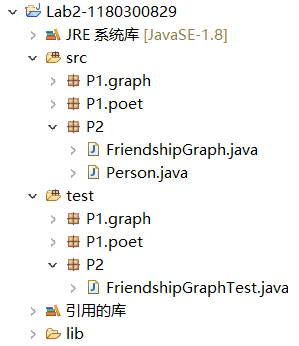 Lab2-1180300829
JRE 系统库 [JavaSE-1.8]
src
P1.graph
P1.poet
P2
FriendshipGraph.java
Person.java
test
P1.graph
P1.poet
P2
FriendshipGraphTest.java
引用的库
lib